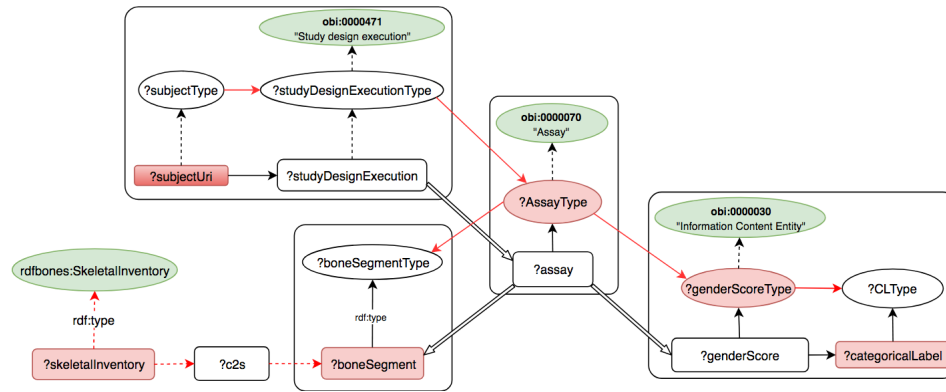 obi:0000471
"Study design execution"
?subjectType
?studyDesignExecutionType
?subjectUri
?studyDesignExecution
obi:0000070
"Assay"
?AssayType
?assay
obi:0000030
"Information Content Entity"
?genderScoreType
?CLType
?genderScore
?categoricalLabel
?boneSegmentType
rdf:type
?boneSegment
rdfbones:SkeletalInventory
rdf:type
?skeletalInventory
?c2s